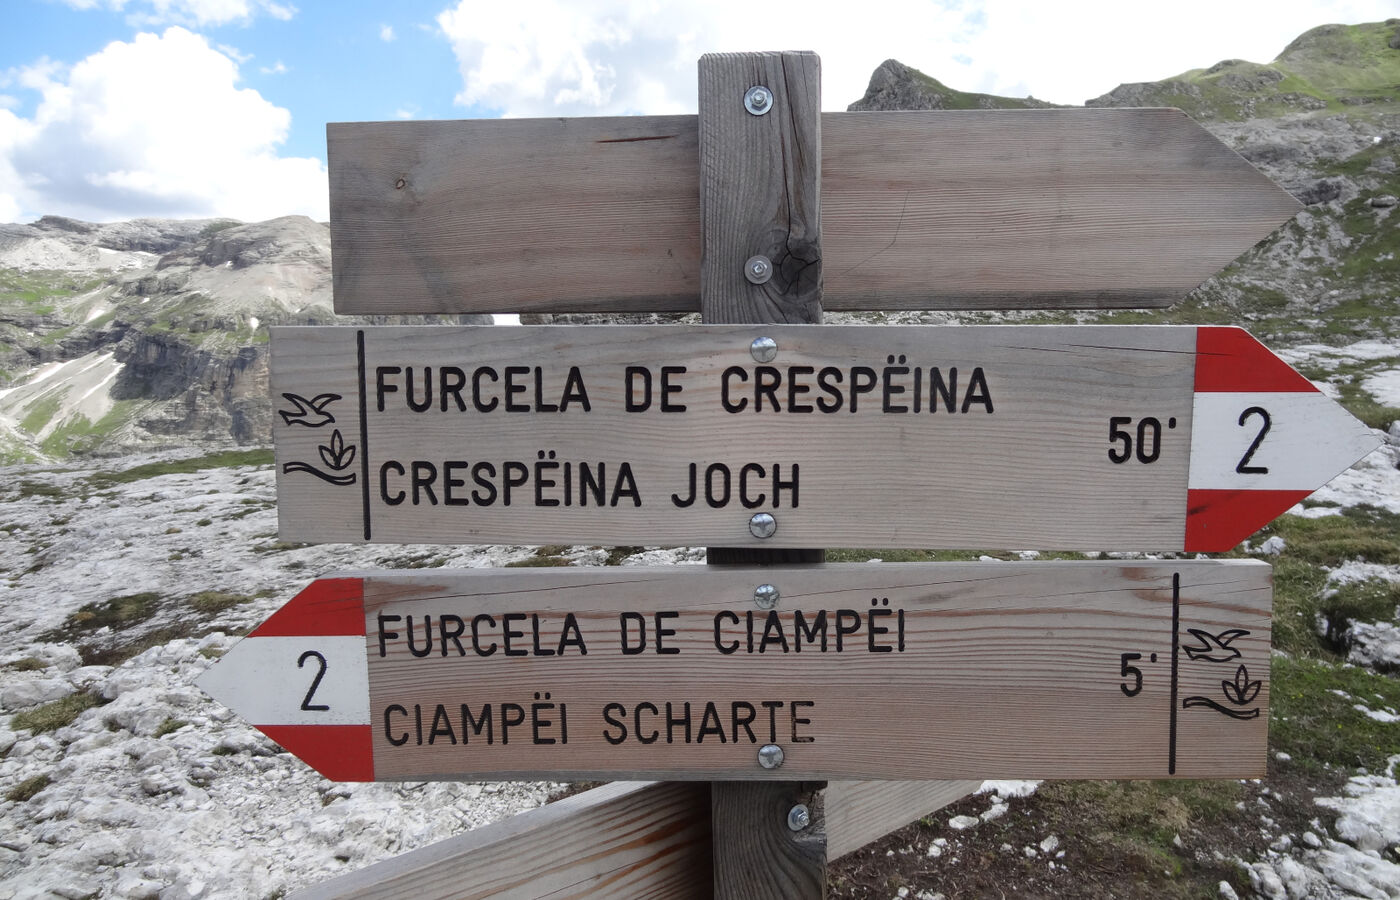 FURCELA DE CRESPËINA
50'
2
CRESPËINA JOCH
FURCELA DE CIAMPËI
5'
2
CIAMPËI SCHARTE